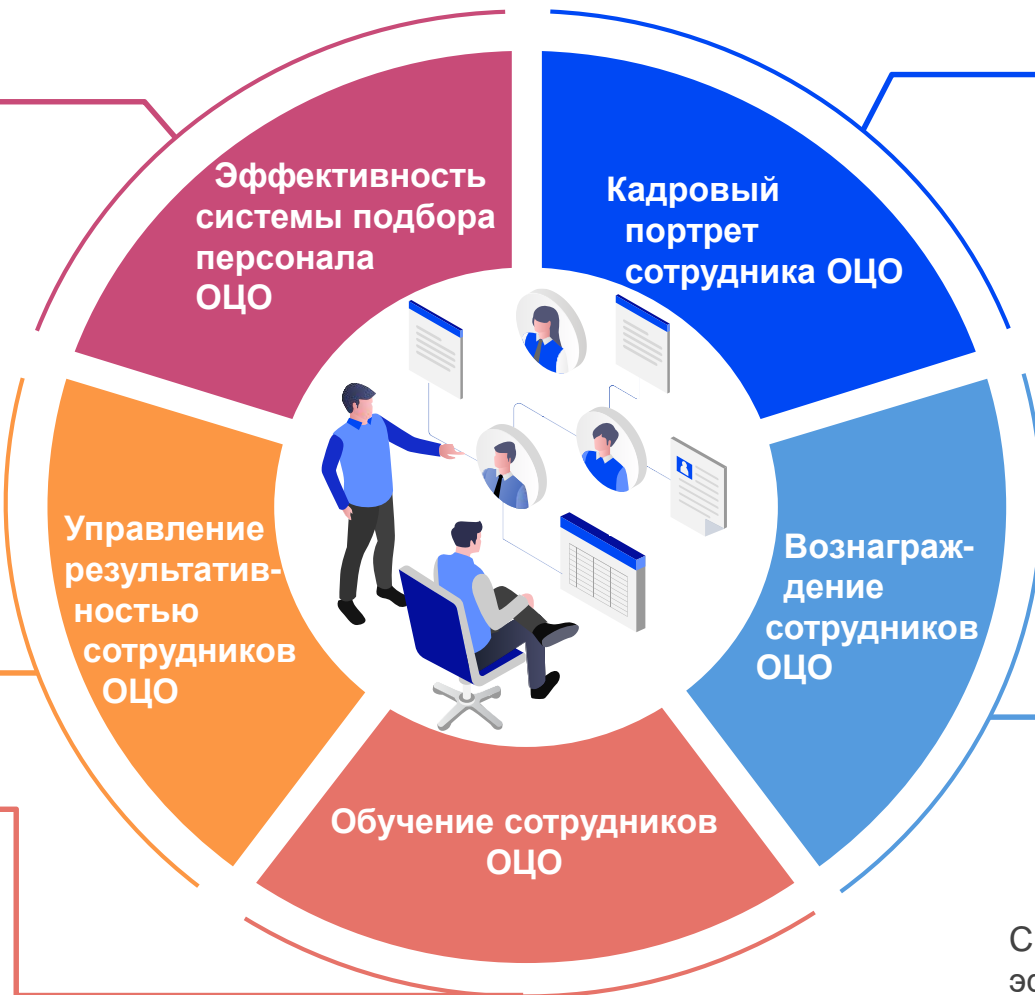 Эффективность
системы подбора
персонала
ОЦО
Кадровый
портрет
сотрудника ОЦО
Управление
результатив-
ностью
сотрудников
ОЦО
Вознаграж-
дение
сотрудников
ОЦО
Обучение сотрудников
ОЦО